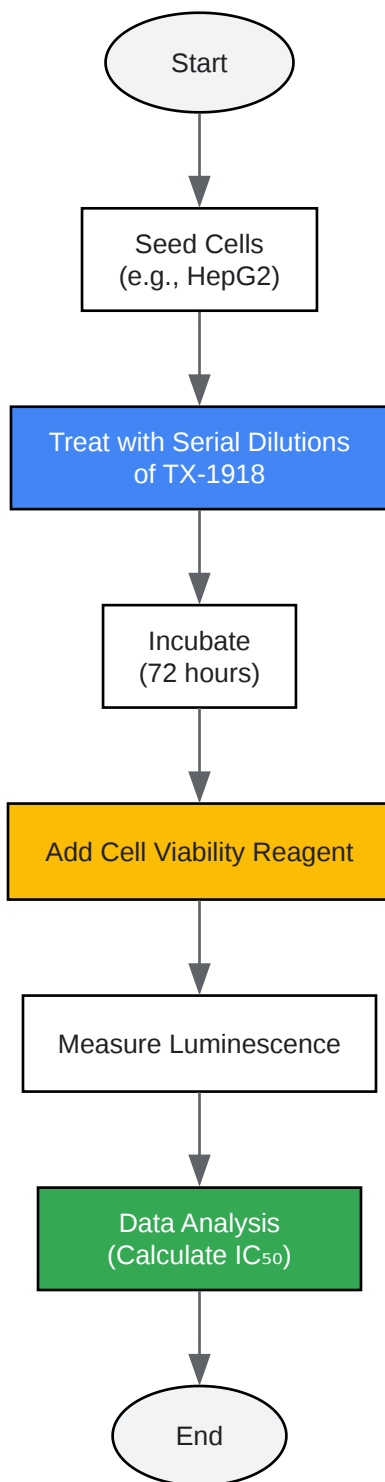 Start
Seed Cells
(e.g., HepG2)
Treat with Serial Dilutions
of TX-1918
Incubate
(72 hours)
Add Cell Viability Reagent
Measure Luminescence
Data Analysis
(Calculate IC₅₀)
End